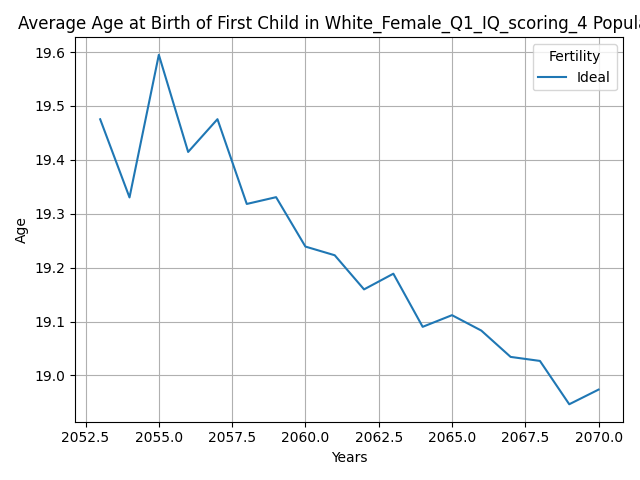 Average Age at Birth of First Child in White_Female_Q1_IQ_scoring_4 Popula
Fertility
Ideal
19.6
19.5
19.4
19.3
19.2
19.1
19.0
Age
2052.5 2055.0 2057.5 2060.0 2062.5 2065.0 2067.5 2070.0
Years